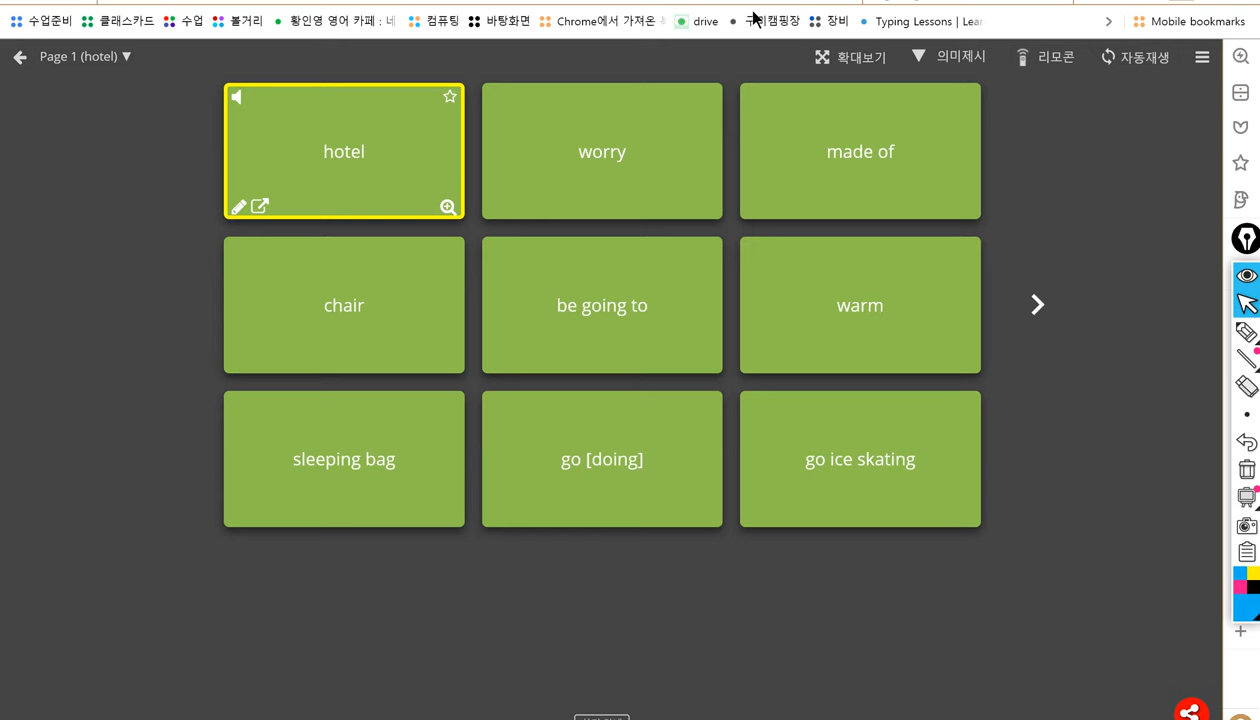 수업준비 클래스카드 수업 볼거리 황인영 영어 카페 : 네 컴퓨팅 바탕화면 Chrome에서 가져온 drive 구리캠핑장 장비 Typing Lessons | Lear Mobile bookmarks
Page 1 (hotel) ▼ 확대보기 ▼ 의미제시 리모콘 자동재생
hotel worry made of
chair be going to warm
sleeping bag go [doing] go ice skating